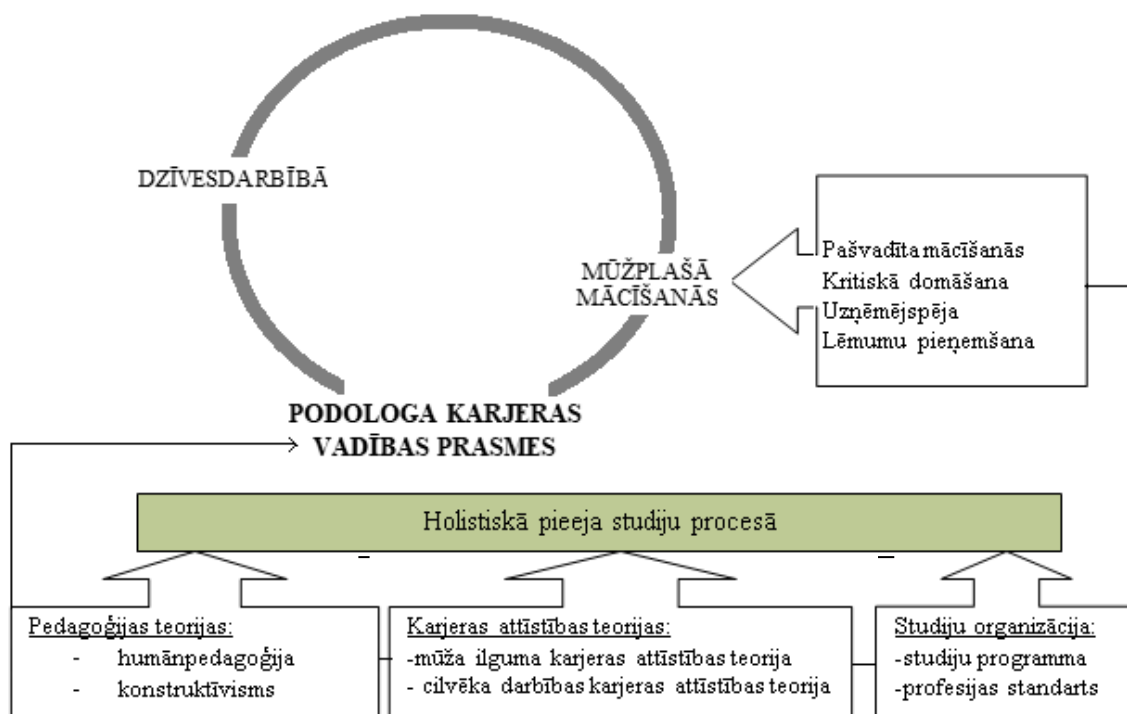 DZĪVESDARBĪBĀ
MŪŽPLAŠĀ
MĀCĪŠANĀS
Pašvadīta mācīšanās
Kritiskā domāšana
Uzņēmējspēja
Lēmumu pieņemšana
PODOLOGA KARJERAS
VADĪBAS PRASMES
Holistiskā pieeja studiju procesā
Pedagoģijas teorijas:
- humānpedagoģija
- konstruktīvisms
Karjeras attīstības teorijas:
-mūža ilguma karjeras attīstības teorija
- cilvēka darbības karjeras attīstības teorija
Studiju organizācija:
-studiju programma
-profesijas standarts